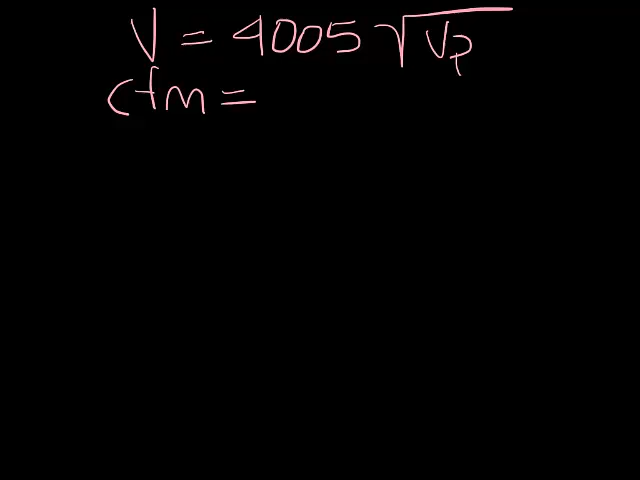 V = 4005 √Vp
cfm =